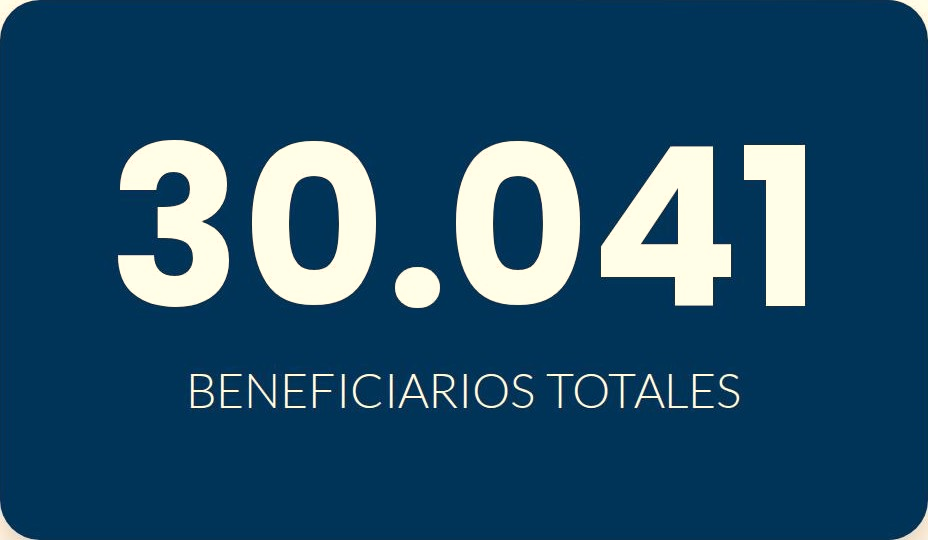 30.041
BENEFICIARIOS TOTALES